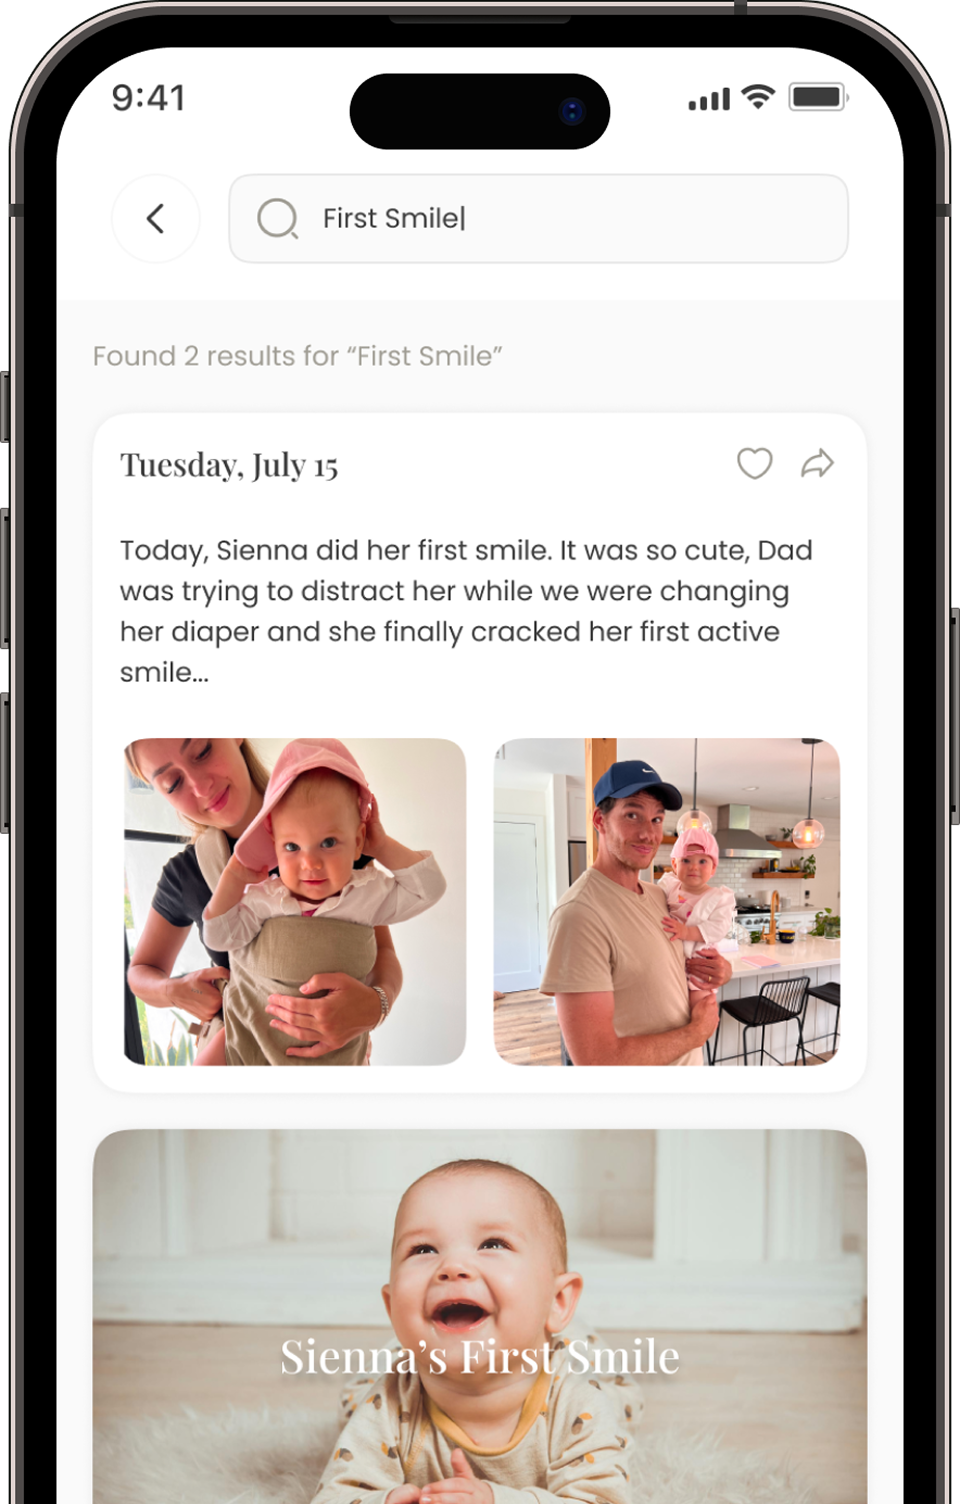 9:41
First Smile
Found 2 results for “First Smile”
Tuesday, July 15
Today, Sienna did her first smile. It was so cute, Dad
was trying to distract her while we were changing
her diaper and she finally cracked her first active
smile...
Sienna’s First Smile